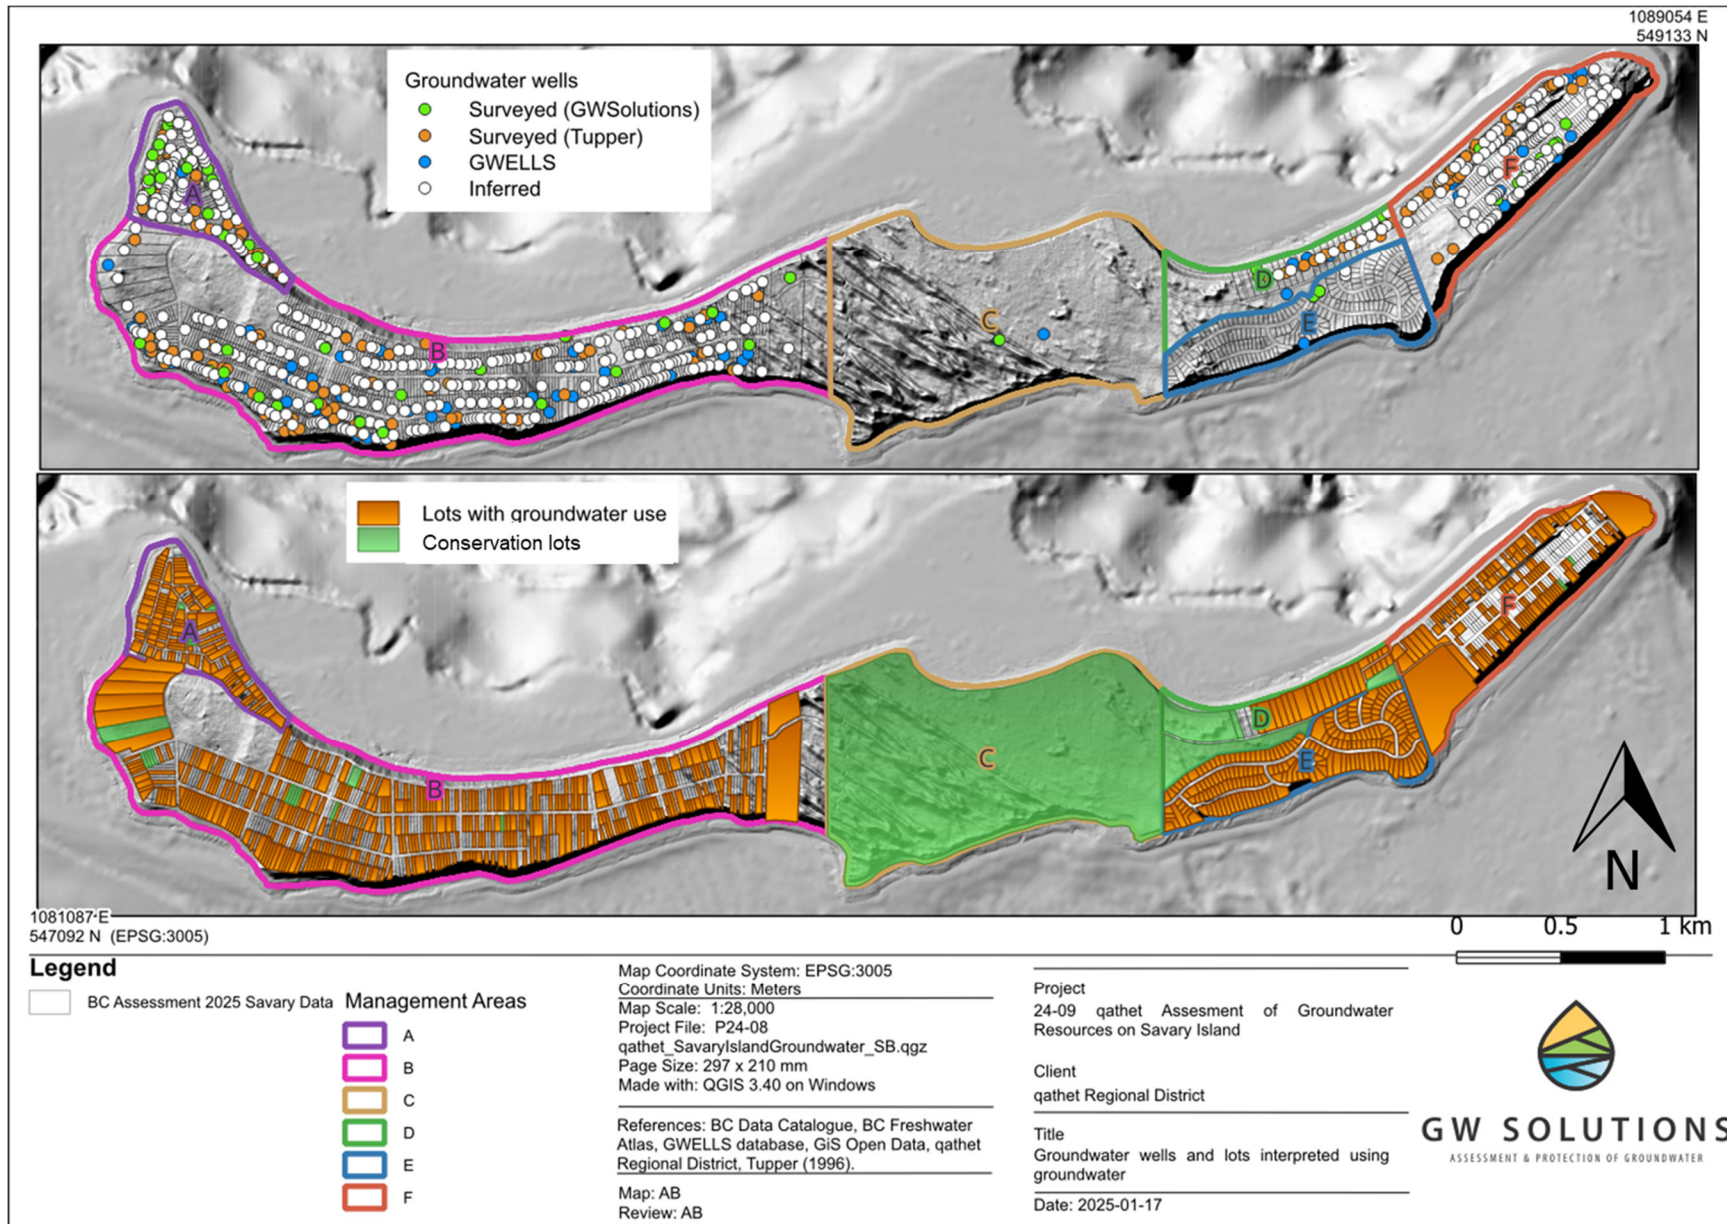 1089054 E
549133 N
Groundwater wells
Surveyed (GWSolutions)
Surveyed (Tupper)
GWELLS
Inferred
A
B
C
D
E
F
Lots with groundwater use
Conservation lots
A
B
C
D
E
F
N
1081087 E
547092 N (EPSG:3005)
0 0.5 1 km
Legend
BC Assessment 2025 Savary Data
Management Areas
A
B
C
D
E
F
Map Coordinate System: EPSG:3005
Coordinate Units: Meters
Map Scale: 1:28,000
Project File: P24-08
qathet_SavaryIslandGroundwater_SB.qgz
Page Size: 297 x 210 mm
Made with: QGIS 3.40 on Windows
References: BC Data Catalogue, BC Freshwater
Atlas, GWELLS database, GiS Open Data, qathet
Regional District, Tupper (1996).
Map: AB
Review: AB
Project
24-09 qathet Assesment of Groundwater
Resources on Savary Island
Client
qathet Regional District
Title
Groundwater wells and lots interpreted using
groundwater
Date: 2025-01-17
GW SOLUTIONS
ASSESSMENT & PROTECTION OF GROUNDWATER